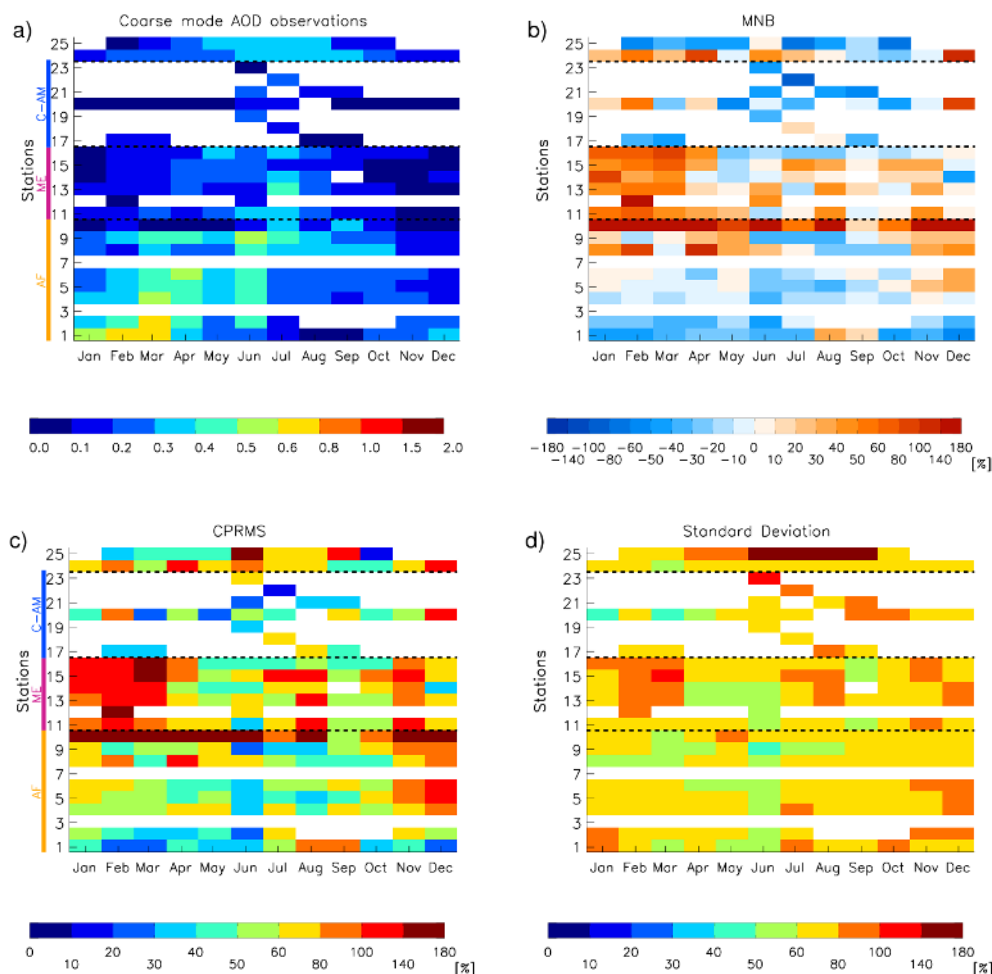 a) Coarse mode AOD observations
25
23
21
19
17
15
13
11
9
7
5
3
1
Stations
C-AM
ME
AF
Jan Feb Mar Apr May Jun Jul Aug Sep Oct Nov Dec
0.0 0.1 0.2 0.3 0.4 0.5 0.6 0.8 1.0 1.5 2.0
b) MNB
25
23
21
19
17
15
13
11
9
7
5
3
1
Stations
Jan Feb Mar Apr May Jun Jul Aug Sep Oct Nov Dec
-180 -100 -60 -40 -20 0 20 40 60 100 180
-140 -80 -50 -30 -10 10 30 50 80 140 [%]
c) CPRMS
25
23
21
19
17
15
13
11
9
7
5
3
1
Stations
C-AM
ME
AF
Jan Feb Mar Apr May Jun Jul Aug Sep Oct Nov Dec
0 20 40 60 100 180
10 30 50 80 140 [%]
d) Standard Deviation
25
23
21
19
17
15
13
11
9
7
5
3
1
Stations
Jan Feb Mar Apr May Jun Jul Aug Sep Oct Nov Dec
0 20 40 60 100 180
10 30 50 80 140 [%]